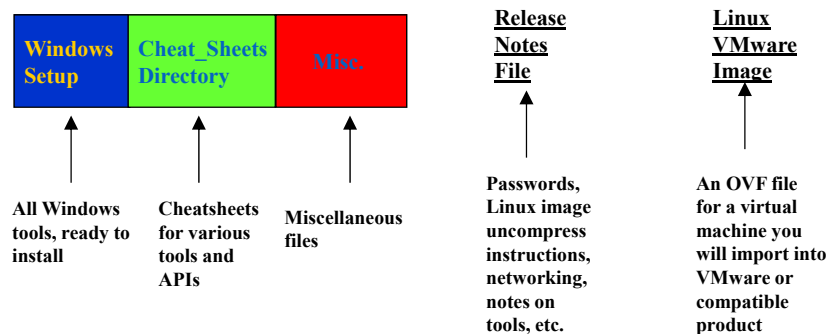 Windows
Setup
Cheat_Sheets
Directory
Misc.
Release
Notes
File
Linux
VMware
Image
All Windows
tools, ready to
install
Cheatsheets
for various
tools and
APIs
Miscellaneous
files
Passwords,
Linux image
uncompress
instructions,
networking,
notes on
tools, etc.
An OVF file
for a virtual
machine you
will import into
VMware or
compatible
product